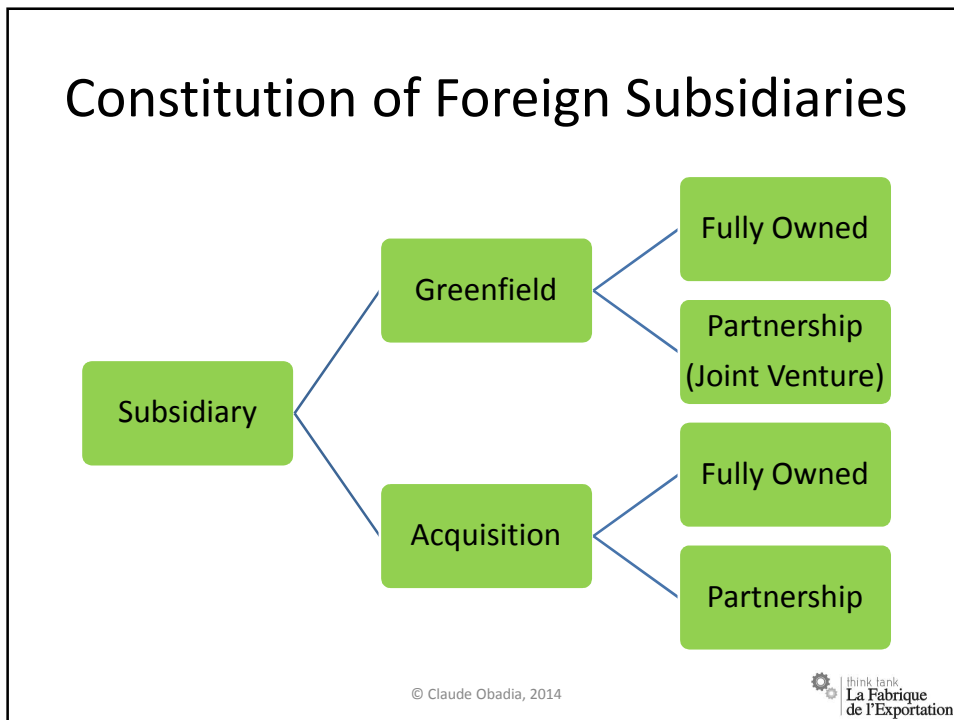 Constitution of Foreign Subsidiaries
Subsidiary
Greenfield
Fully Owned
Partnership
(Joint Venture)
Acquisition
Fully Owned
Partnership
© Claude Obadia, 2014
think tank
La Fabrique
de l'Exportation